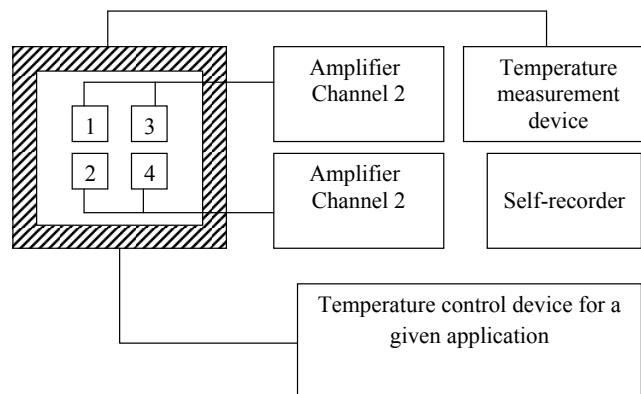 Amplifier
Channel 2
Temperature
measurement
device
1
3
2
4
Amplifier
Channel 2
Self-recorder
Temperature control device for a
given application